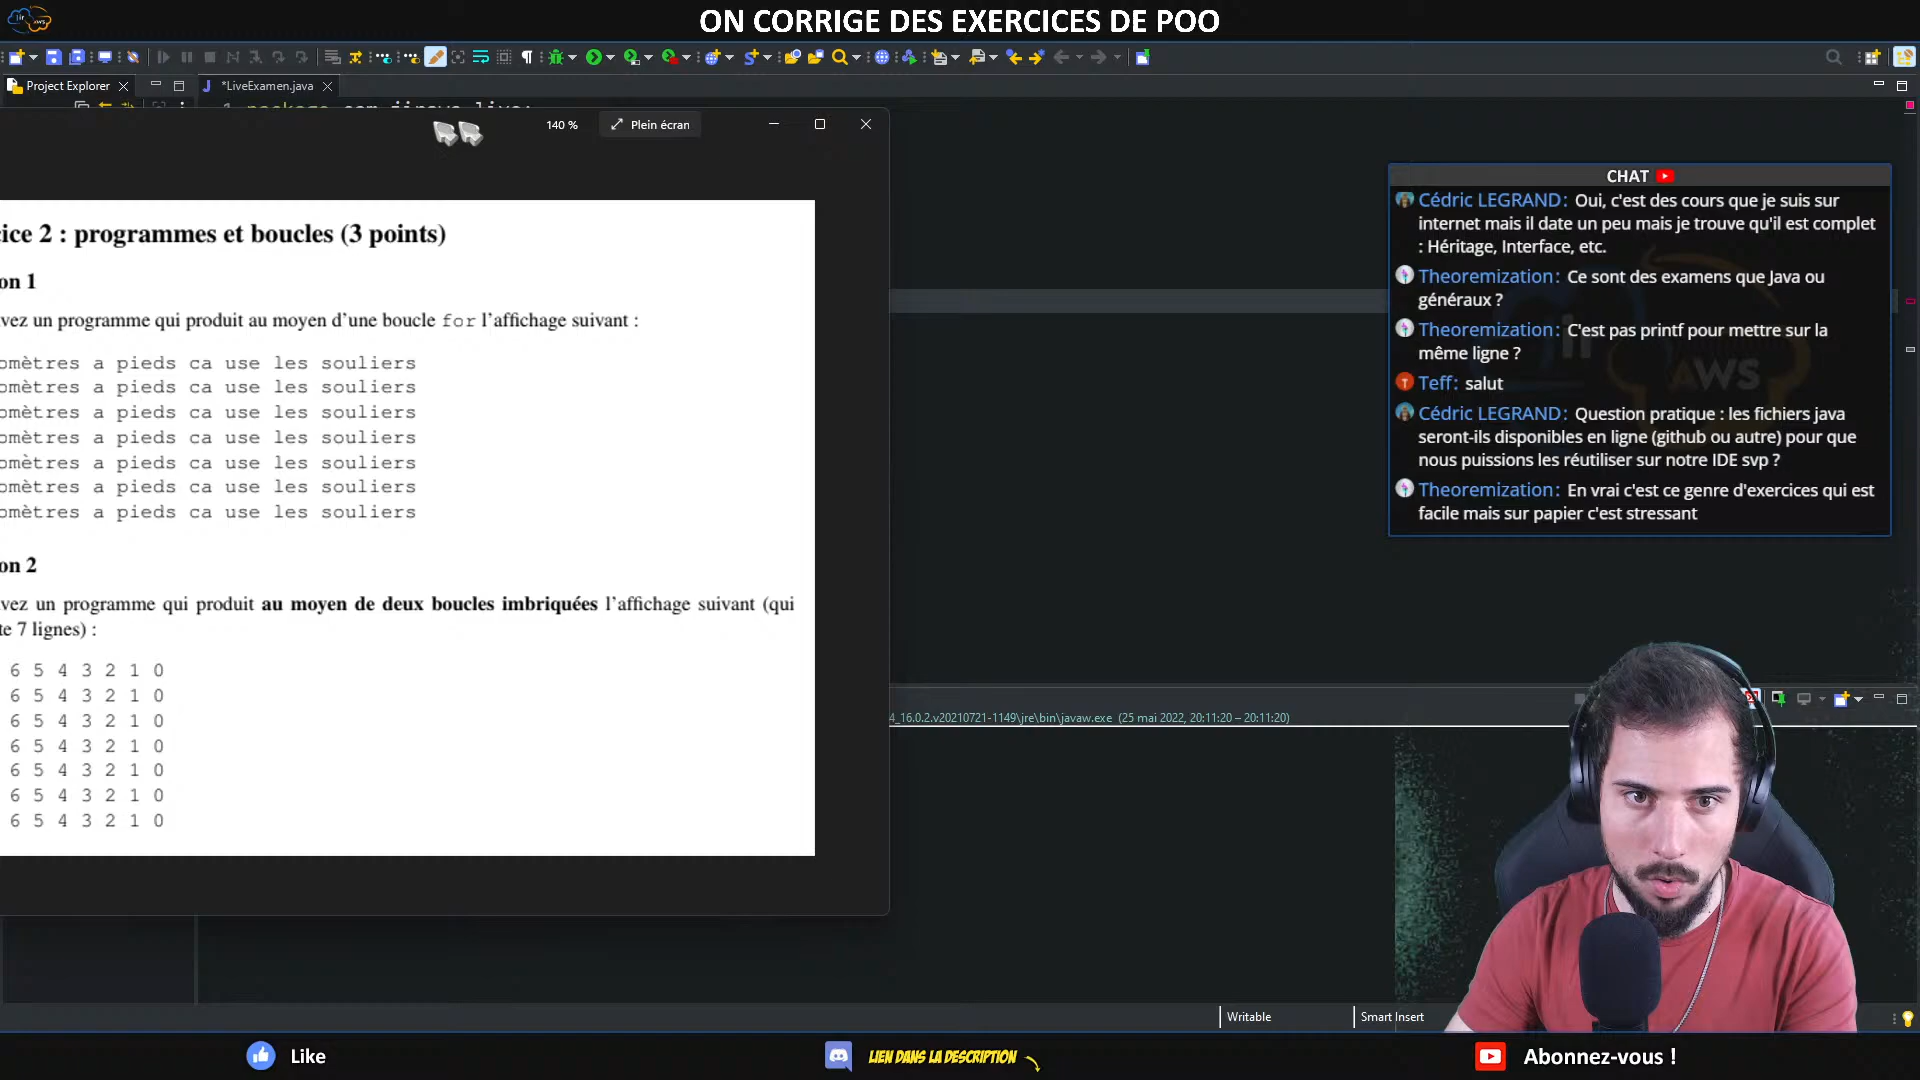 ON CORRIGE DES EXERCICES DE POO
Project Explorer
*LiveExamen.java
140 %
Plein écran
ice 2 : programmes et boucles (3 points)
on 1
vez un programme qui produit au moyen d'une boucle for l'affichage suivant :
omètres a pieds ca use les souliers
omètres a pieds ca use les souliers
omètres a pieds ca use les souliers
omètres a pieds ca use les souliers
omètres a pieds ca use les souliers
omètres a pieds ca use les souliers
omètres a pieds ca use les souliers
on 2
vez un programme qui produit au moyen de deux boucles imbriquées l'affichage suivant (qui
te 7 lignes) :
6 5 4 3 2 1 0
6 5 4 3 2 1 0
6 5 4 3 2 1 0
6 5 4 3 2 1 0
6 5 4 3 2 1 0
6 5 4 3 2 1 0
6 5 4 3 2 1 0
CHAT
Cédric LEGRAND: Oui, c'est des cours que je suis sur
internet mais il date un peu mais je trouve qu'il est complet
: Héritage, Interface, etc.
Theoremization: Ce sont des examens que Java ou
généraux ?
Theoremization: C'est pas printf pour mettre sur la
même ligne ?
Teff: salut
Cédric LEGRAND: Question pratique : les fichiers java
seront-ils disponibles en ligne (github ou autre) pour que
nous puissions les réutiliser sur notre IDE svp ?
Theoremization: En vrai c'est ce genre d'exercices qui est
facile mais sur papier c'est stressant
AWS
4_16.0.2.v20210721-1149\jre\bin\javaw.exe (25 mai 2022, 20:11:20 – 20:11:20)
Writable
Smart Insert
Like
LIEN DANS LA DESCRIPTION
Abonnez-vous !